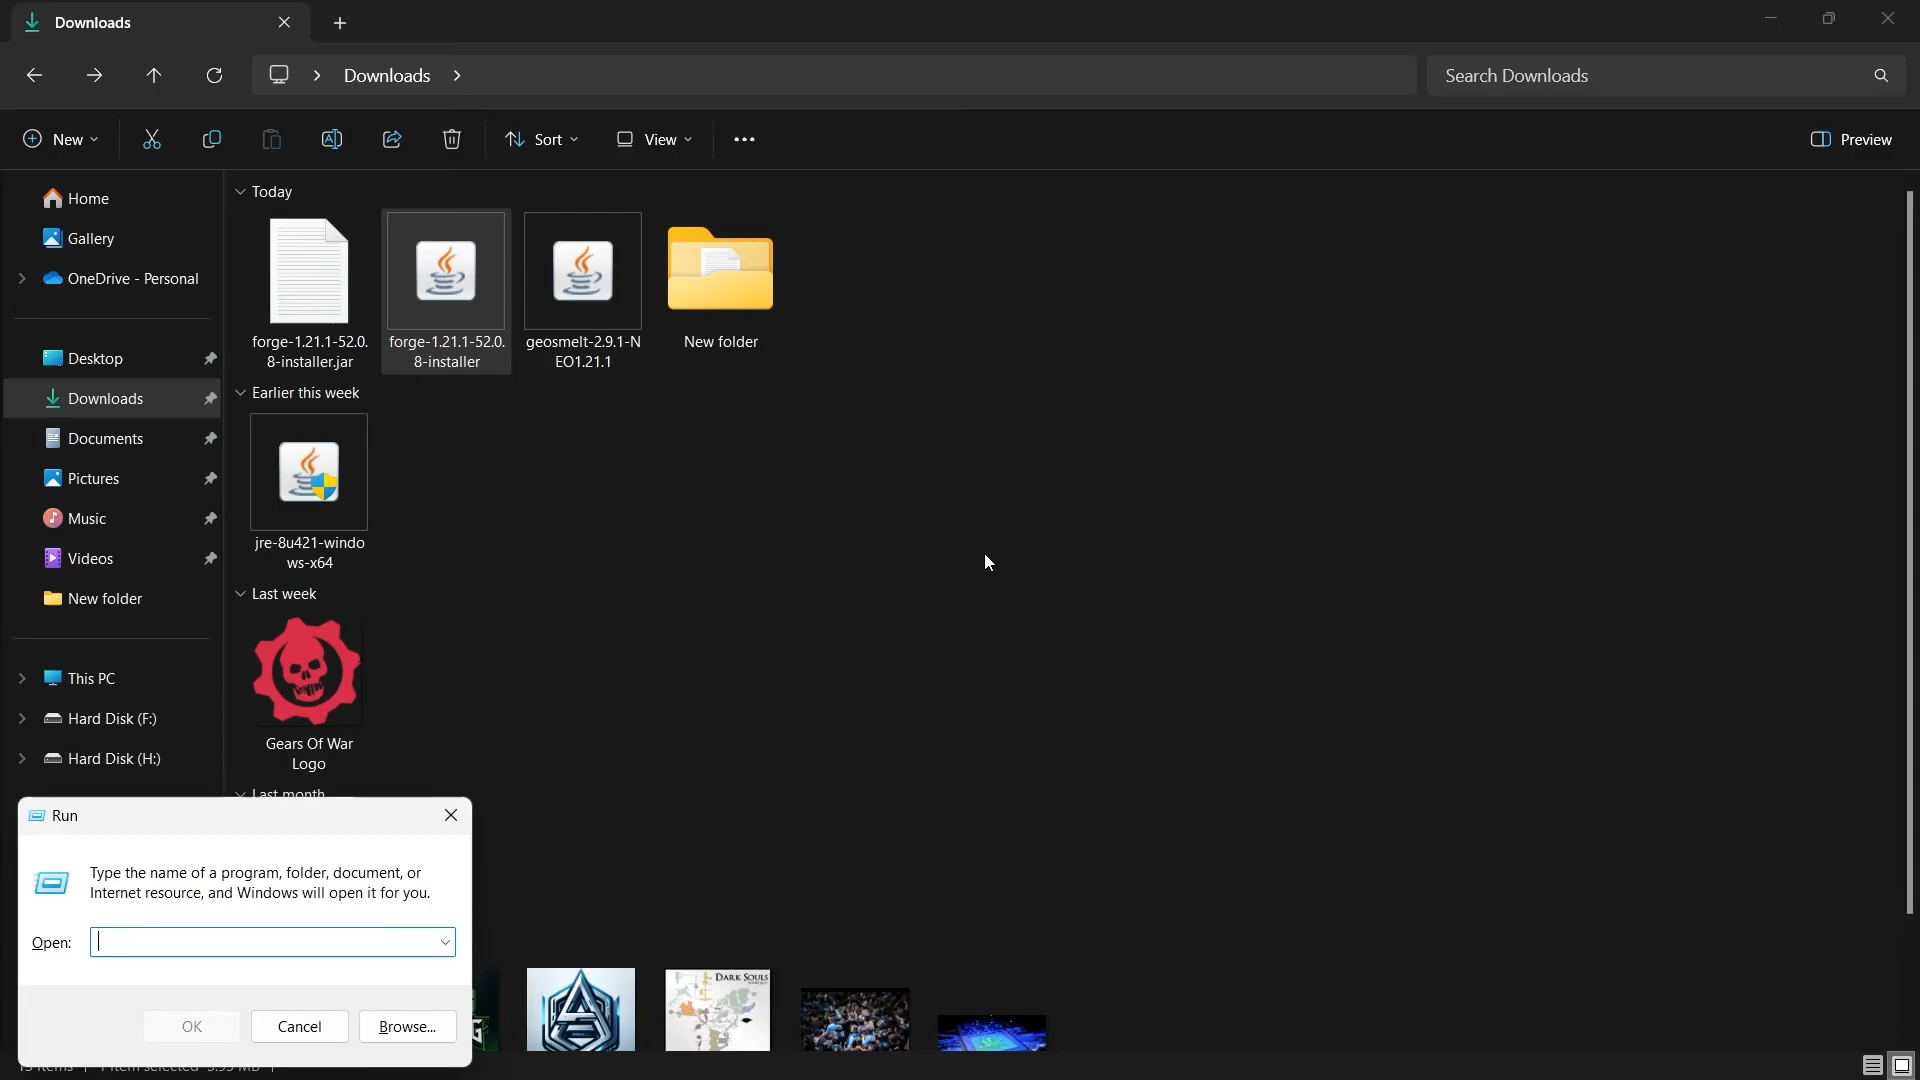 Downloads
Downloads
Search Downloads
New
Sort
View
Preview
Home
Gallery
OneDrive - Personal
Desktop
Downloads
Documents
Pictures
Music
Videos
New folder
This PC
Hard Disk (F:)
Hard Disk (H:)
Today
forge-1.21.1-52.0.
8-installer.jar
forge-1.21.1-52.0.
8-installer
geosmelt-2.9.1-N
EO1.21.1
New folder
Earlier this week
jre-8u421-windo
ws-x64
Last week
Gears Of War
Logo
Last month
Run
Type the name of a program, folder, document, or
Internet resource, and Windows will open it for you.
Open:
OK
Cancel
Browse...
DARK SOULS